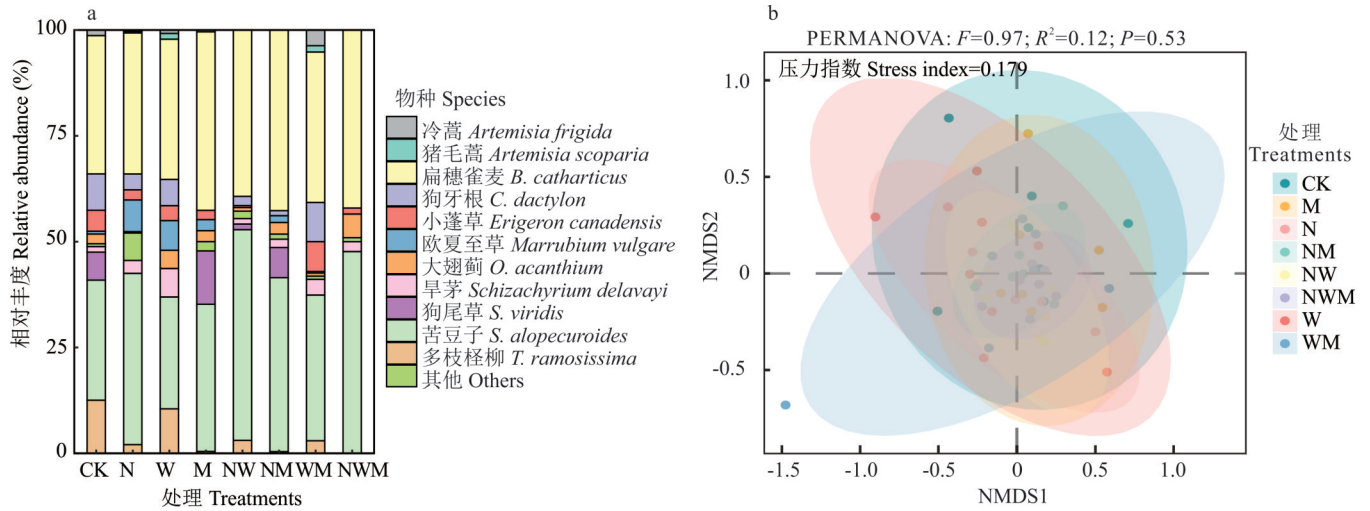 a
100
75
50
25
0
相对丰度 Relative abundance (%)
CK N W M NW NM WM NWM
处理 Treatments
物种 Species
冷蒿 Artemisia frigida
猪毛蒿 Artemisia scoparia
扁穗雀麦 B. catharticus
狗牙根 C. dactylon
小蓬草 Erigeron canadensis
欧夏至草 Marrubium vulgare
大翅蓟 O. acanthium
旱茅 Schizachyrium delavayi
狗尾草 S. viridis
苦豆子 S. alopecuroides
多枝柽柳 T. ramosissima
其他 Others
b
PERMANOVA: F=0.97; R²=0.12; P=0.53
压力指数 Stress index=0.179
1.0
0.5
0
-0.5
NMDS2
-1.5 -1.0 -0.5 0 0.5 1.0
NMDS1
处理
Treatments
CK
M
N
NM
NW
NWM
W
WM